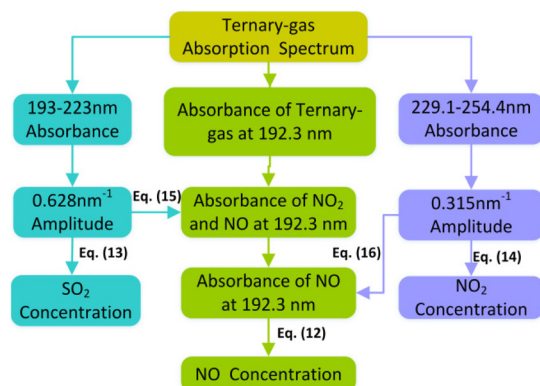 Ternary-gas
Absorption Spectrum
193-223nm
Absorbance
Absorbance of Ternary-
gas at 192.3 nm
229.1-254.4nm
Absorbance
0.628nm⁻¹
Amplitude
Eq. (15)
Absorbance of NO₂
and NO at 192.3 nm
0.315nm⁻¹
Amplitude
Eq. (13)
Eq. (16)
Eq. (14)
SO₂
Concentration
Absorbance of NO
at 192.3 nm
NO₂
Concentration
Eq. (12)
NO Concentration